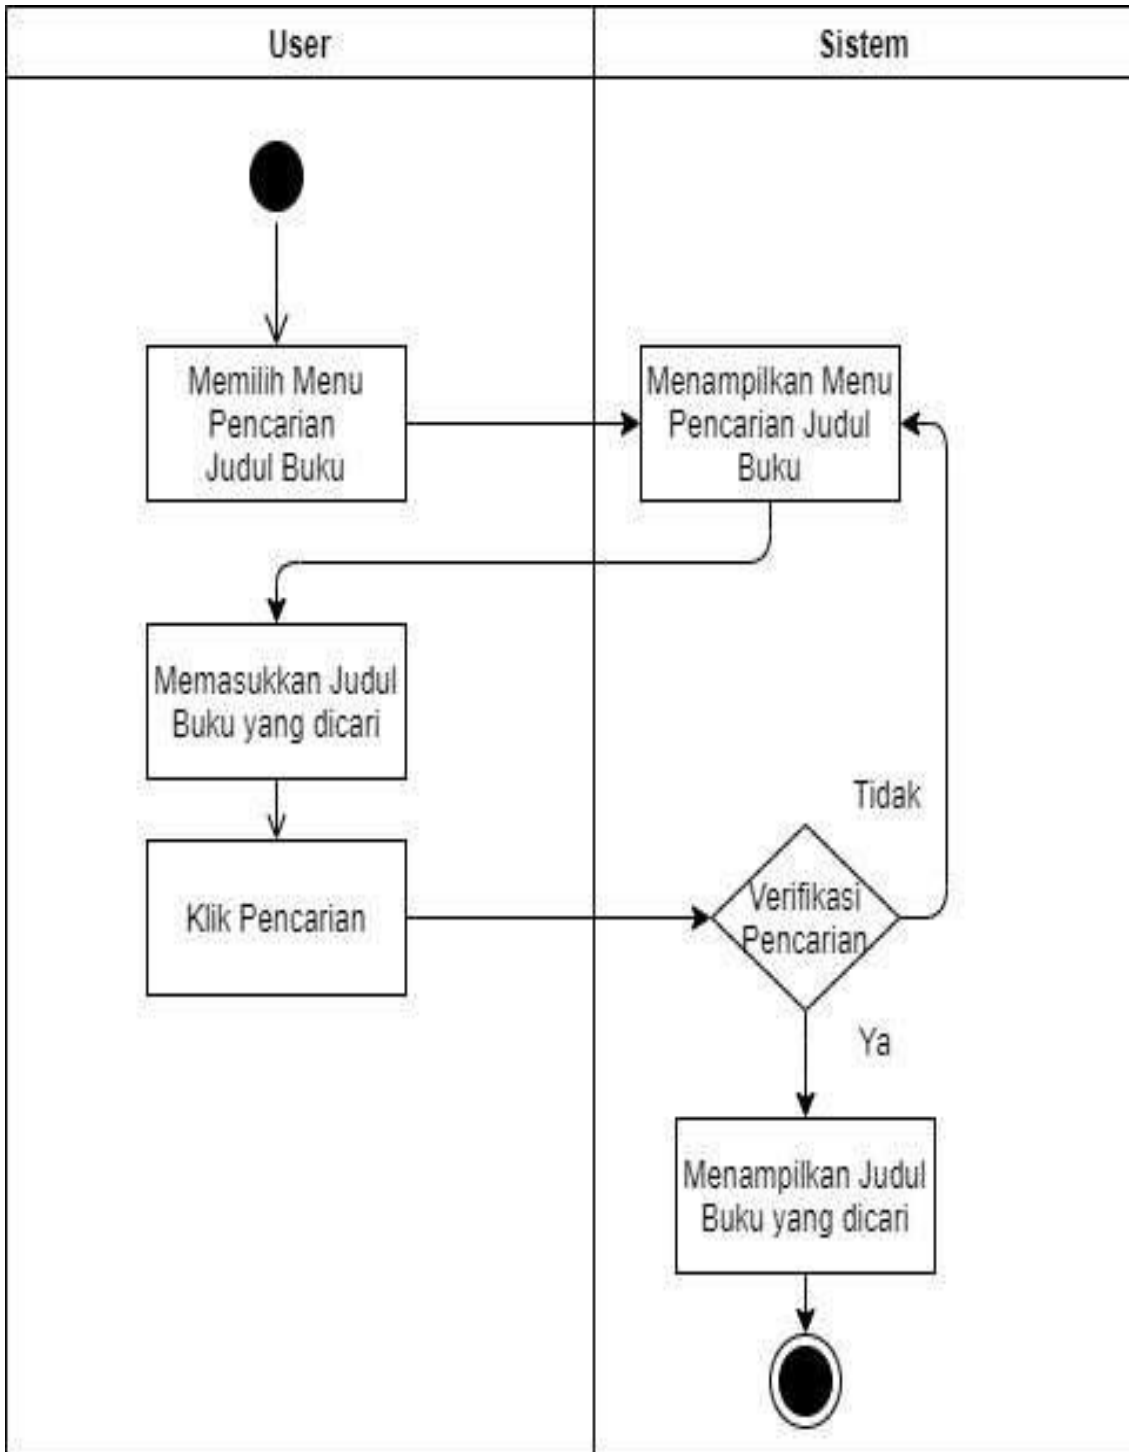 User
Sistem
Memilih Menu
Pencarian
Judul Buku
Menampilkan Menu
Pencarian Judul
Buku
Memasukkan Judul
Buku yang dicari
Klik Pencarian
Verifikasi
Pencarian
Tidak
Ya
Menampilkan Judul
Buku yang dicari